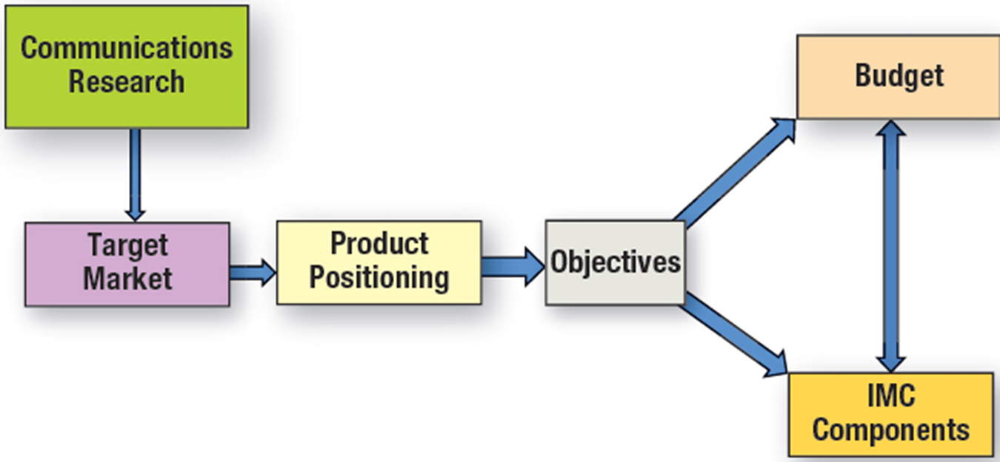 Communications
Research
Budget
Target
Market
Product
Positioning
Objectives
IMC
Components